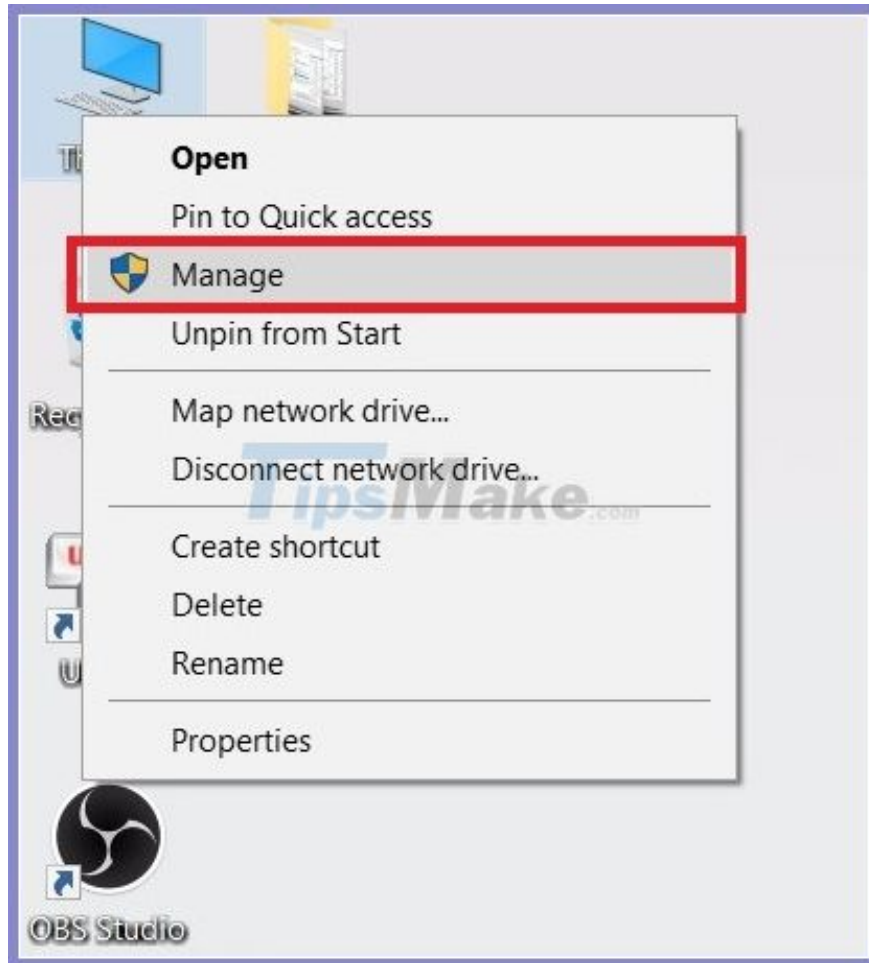 Open
Pin to Quick access
Manage
Unpin from Start
Map network drive...
Disconnect network drive...
TipsMake.com
Create shortcut
Delete
Rename
Properties
OBS Studio